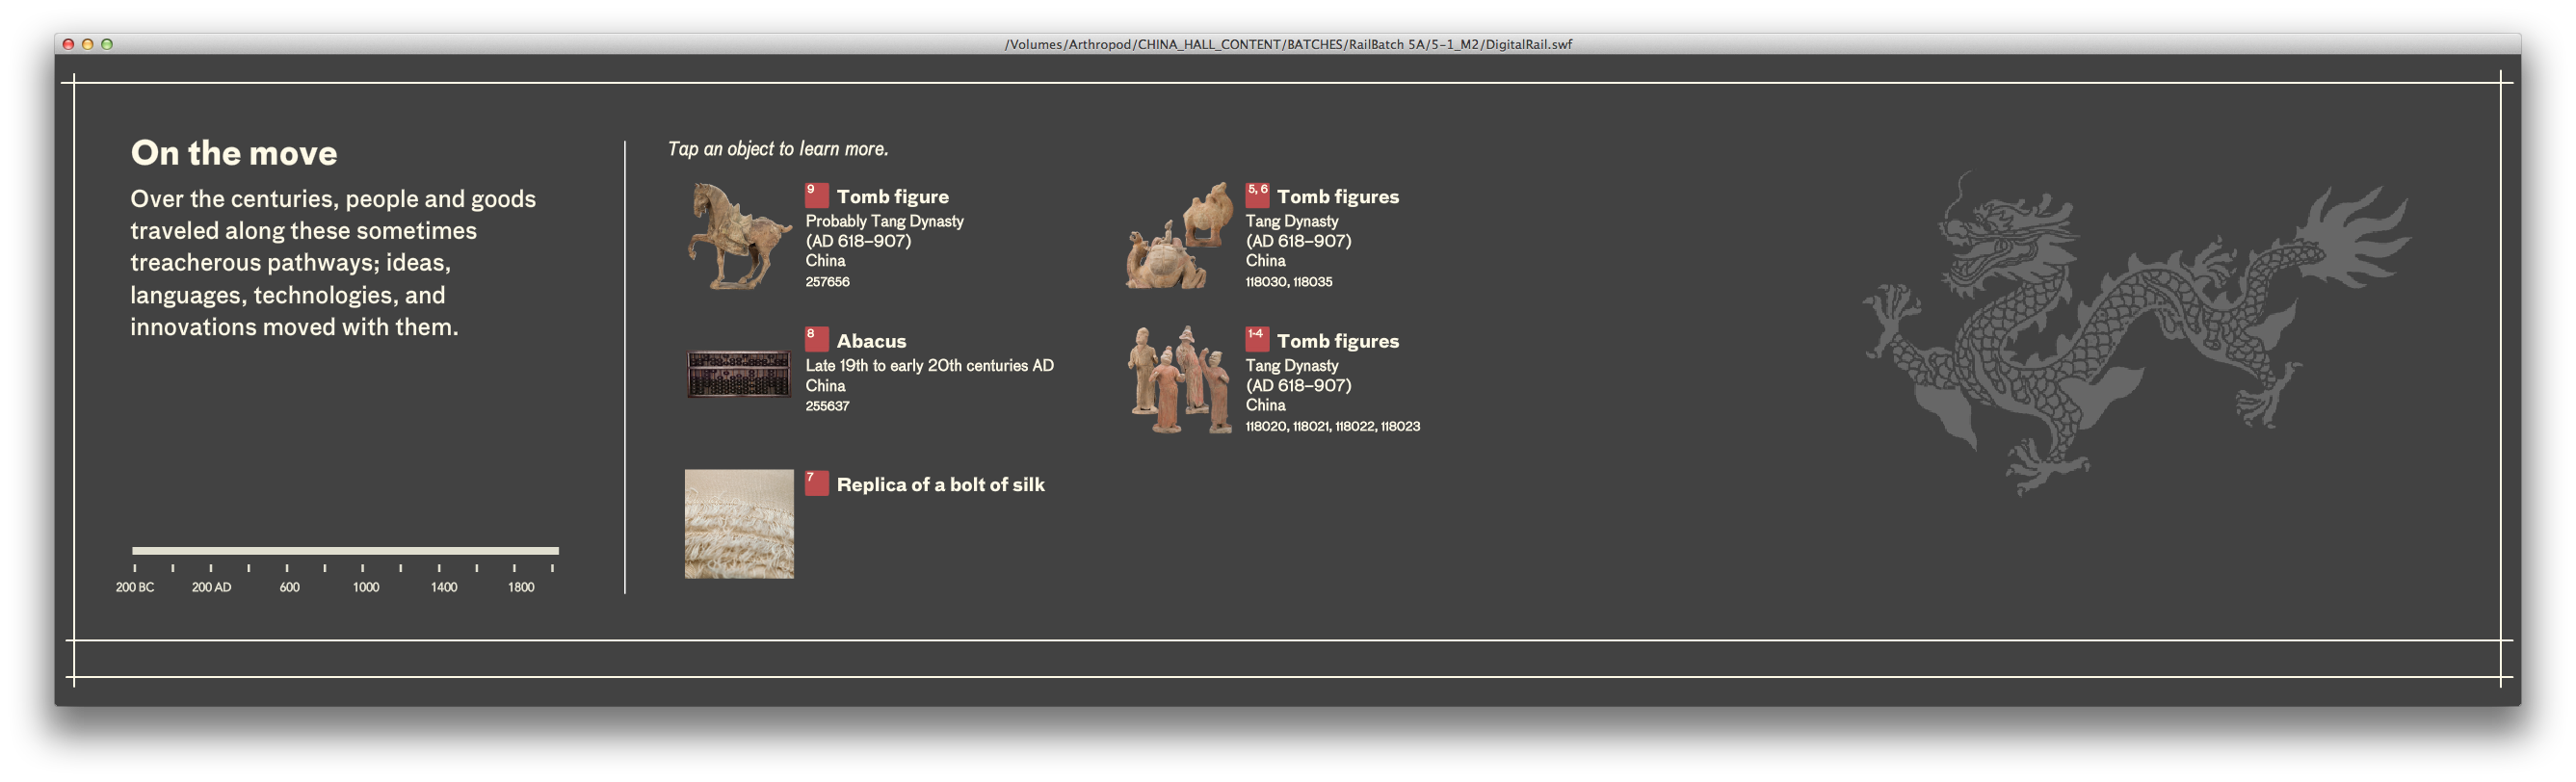 /Volumes/Arthropod/CHINA_HALL_CONTENT/BATCHES/RailBatch 5A/5-1_M2/DigitalRail.swf
On the move
Over the centuries, people and goods
traveled along these sometimes
treacherous pathways; ideas,
languages, technologies, and
innovations moved with them.
200 BC 200 AD 600 1000 1400 1800
Tap an object to learn more.
9 Tomb figure
Probably Tang Dynasty
(AD 618–907)
China
257656
8 Abacus
Late 19th to early 20th centuries AD
China
255637
7 Replica of a bolt of silk
5, 6 Tomb figures
Tang Dynasty
(AD 618–907)
China
118030, 118035
1-4 Tomb figures
Tang Dynasty
(AD 618–907)
China
118020, 118021, 118022, 118023